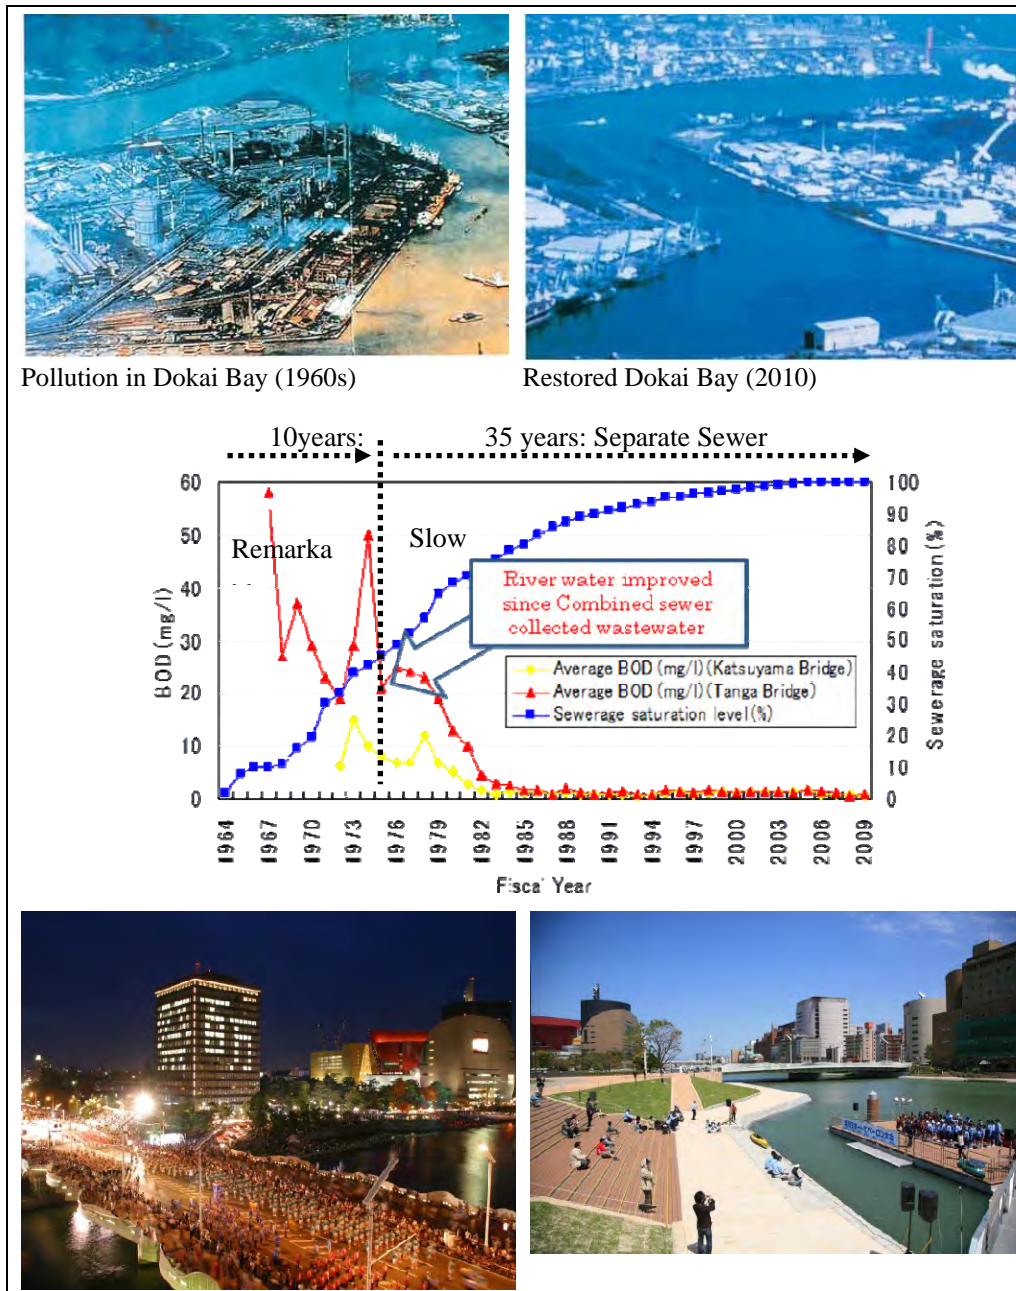 Pollution in Dokai Bay (1960s)
Restored Dokai Bay (2010)
10years:
35 years: Separate Sewer
60
50
40
30
20
10
0
100
90
80
70
60
50
40
30
20
10
0
Remarka
Slow
River water improved
since Combined sewer
collected wastewater
Average BOD (mg/l)(Katsuyama Bridge)
Average BOD (mg/l)(Tanga Bridge)
Sewerage saturation level(%)
BOD (mg/l)
Sewerage saturation (%)
1964
1967
1970
1973
1976
1979
1982
1985
1988
1991
1994
1997
2000
2003
2006
2009
Fiscal Year